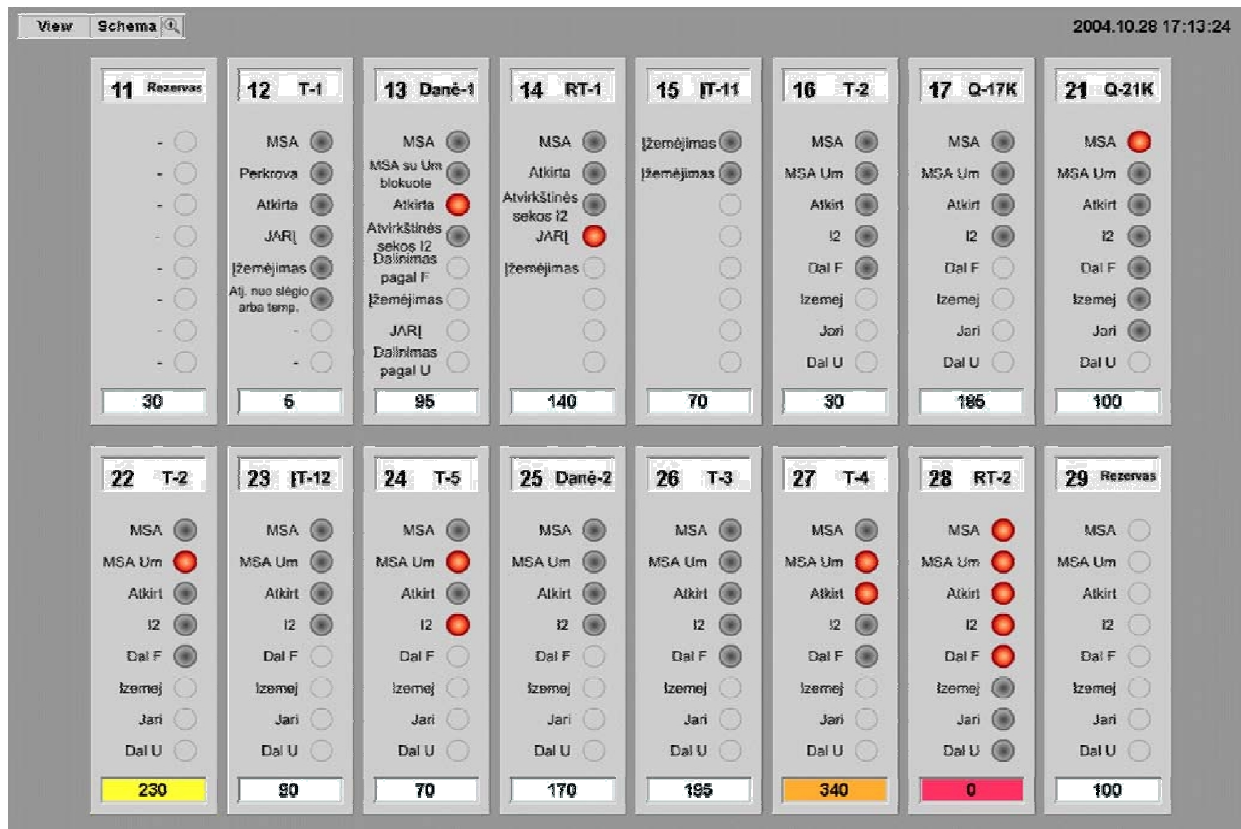 View Schema
2004.10.28 17:13:24
11 Rezervas
-
-
-
-
-
-
-
-
30
12 T-1
MSA
Perkrova
Atkirta
JARĮ
Įžemėjimas
Atj. nuo slėgio
arba temp.
-
-
13 Danė-1
MSA
MSA su Um
blokuote
Atkirta
Atvirkštinės
sekos I2
Dalinimas
pagal F
Įžemėjimas
JARĮ
Dalinimas
pagal U
95
14 RT-1
MSA
Atkirta
Atvirkštinės
sekos I2
JARĮ
Įžemėjimas
140
15 ĮT-11
Įžemėjimas
Įžemėjimas
70
16 T-2
MSA
MSA Um
Atkirt
I2
Dal F
Izemej
Jari
Dal U
30
17 Q-17K
MSA
MSA Um
Atkirt
I2
Dal F
Izemej
Jari
Dal U
21 Q-21K
MSA
MSA Um
Atkirt
I2
Dal F
Izemej
Jari
Dal U
100
22 T-2
MSA
MSA Um
Atkirt
I2
Dal F
Izemej
Jari
Dal U
230
23 ĮT-12
MSA
MSA Um
Atkirt
I2
Dal F
Izemej
Jari
Dal U
24 T-5
MSA
MSA Um
Atkirt
I2
Dal F
Izemej
Jari
Dal U
70
25 Danė-2
MSA
MSA Um
Atkirt
I2
Dal F
Izemej
Jari
Dal U
170
26 T-3
MSA
MSA Um
Atkirt
I2
Dal F
Izemej
Jari
Dal U
195
27 T-4
MSA
MSA Um
Atkirt
I2
Dal F
Izemej
Jari
Dal U
340
28 RT-2
MSA
MSA Um
Atkirt
I2
Dal F
Izemej
Jari
Dal U
0
29 Rezervas
MSA
MSA Um
Atkirt
I2
Dal F
Izemej
Jari
Dal U
100